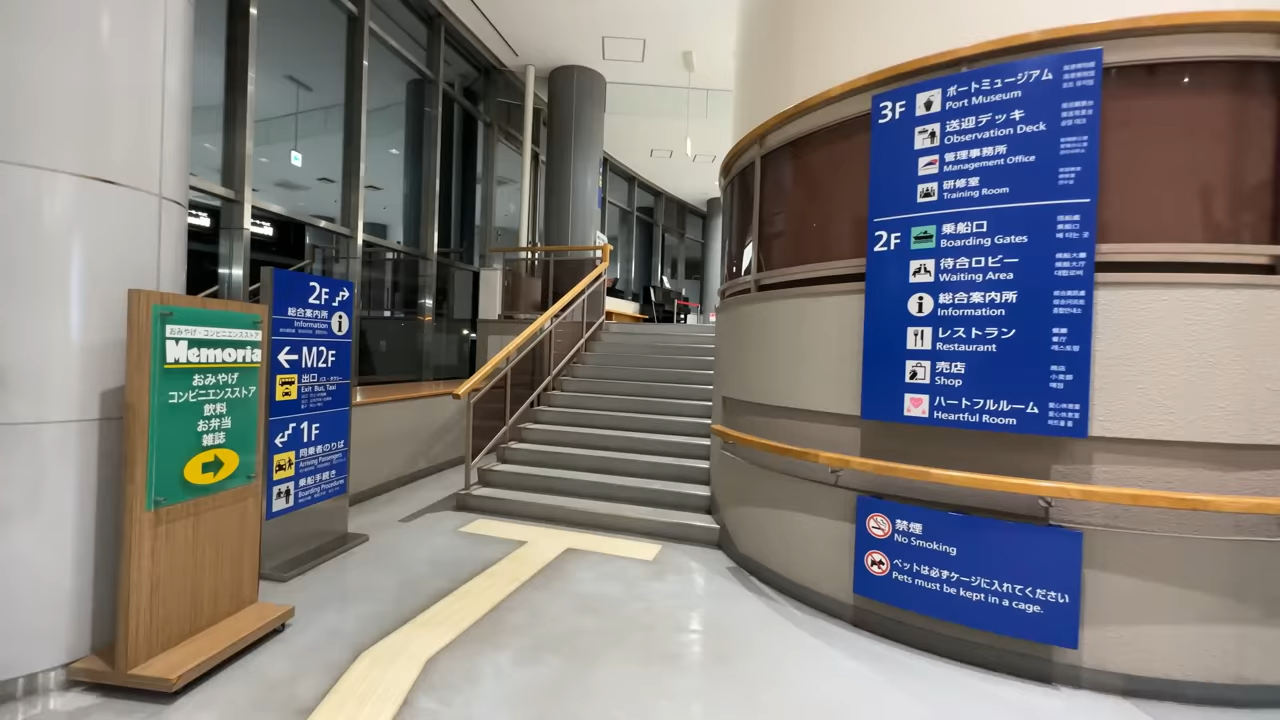 おみやげ・コンビニエンスストア
Memoria
おみやげ
コンビニエンスストア
飲料
お弁当
雑誌
2F
総合案内所
Information
M2F
出口 バス・タクシー
Exit Bus, Taxi
1F
同乗者のりば
Arriving Passengers
乗船手続き
Boarding Procedures
3F
ポートミュージアム
Port Museum
送迎デッキ
Observation Deck
管理事務所
Management Office
研修室
Training Room
2F
乗船口
Boarding Gates
待合ロビー
Waiting Area
総合案内所
Information
レストラン
Restaurant
売店
Shop
ハートフルルーム
Heartful Room
禁煙
No Smoking
ペットは必ずケージに入れてください
Pets must be kept in a cage.